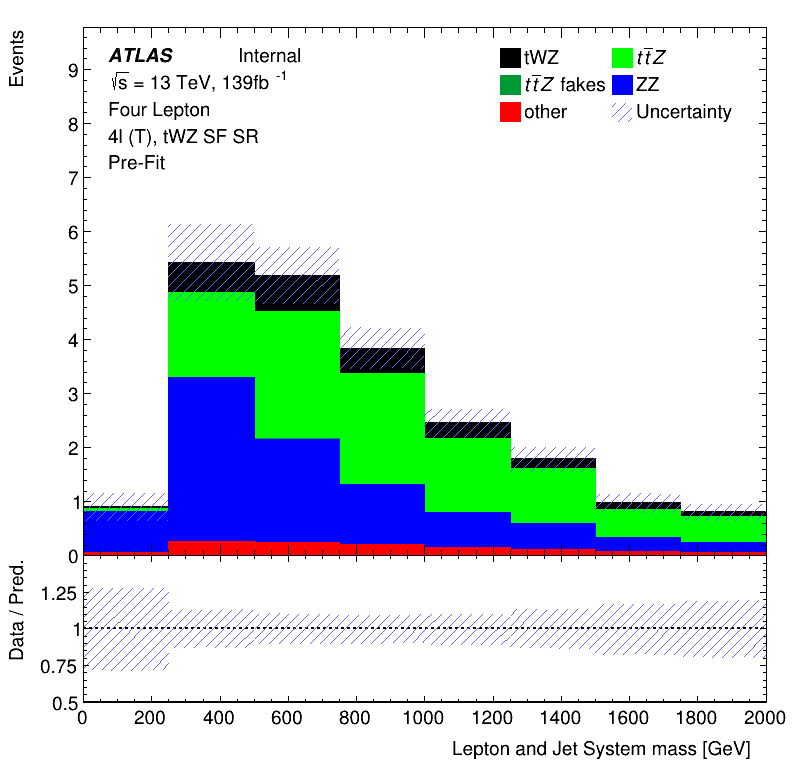 Events
ATLAS Internal
√s = 13 TeV, 139fb -1
Four Lepton
4l (T), tWZ SF SR
Pre-Fit
tWZ tt̄Z
tt̄Z fakes ZZ
other Uncertainty
9
8
7
6
5
4
3
2
1
0
Data / Pred.
1.25
1
0.75
0.5
0 200 400 600 800 1000 1200 1400 1600 1800 2000
Lepton and Jet System mass [GeV]